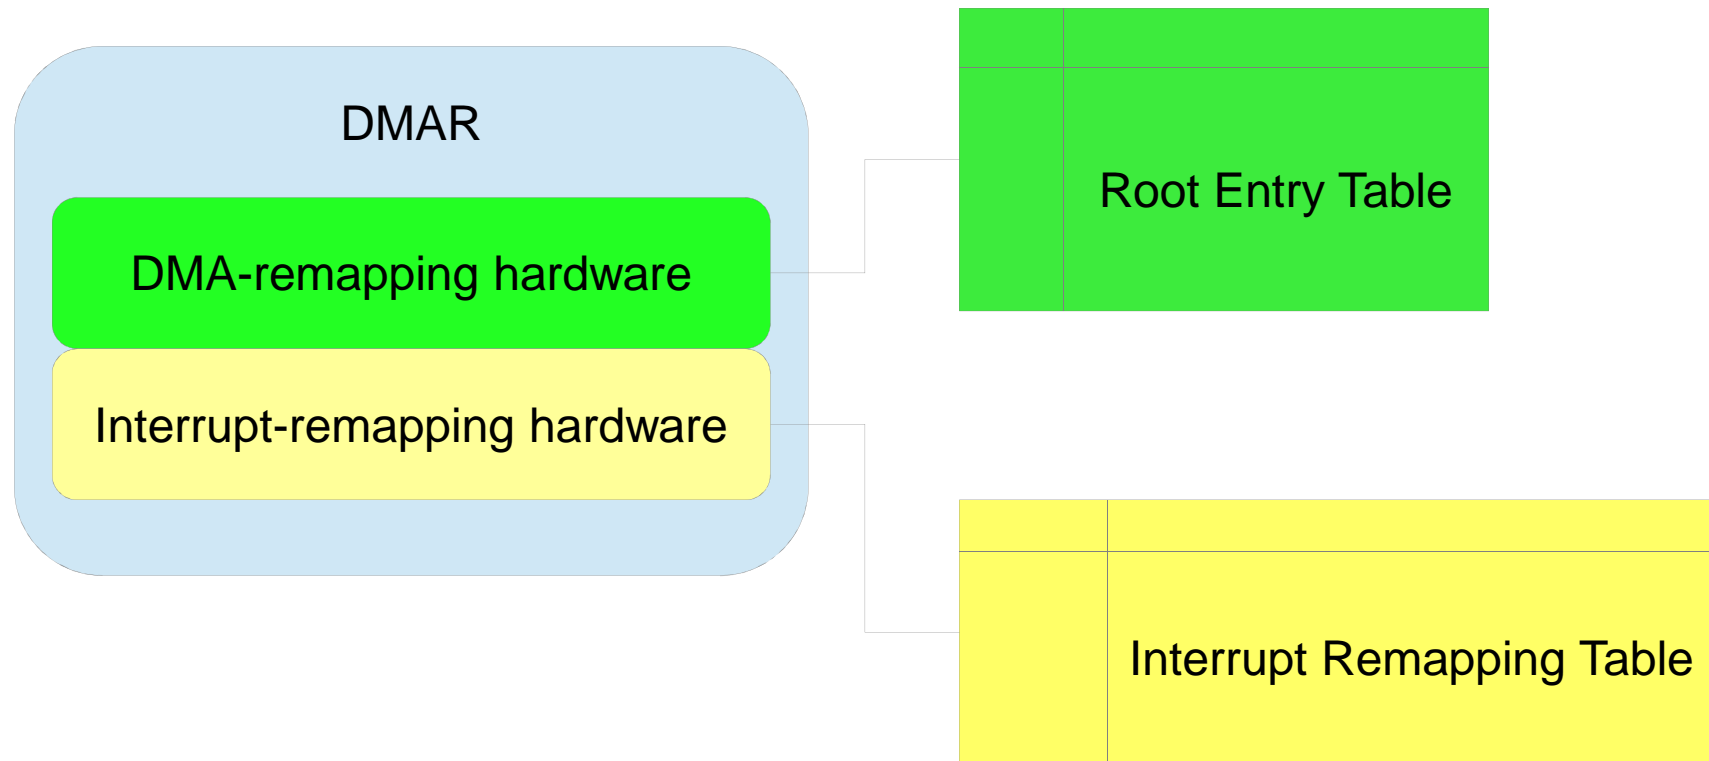 DMAR
DMA-remapping hardware
Interrupt-remapping hardware
Root Entry Table
Interrupt Remapping Table